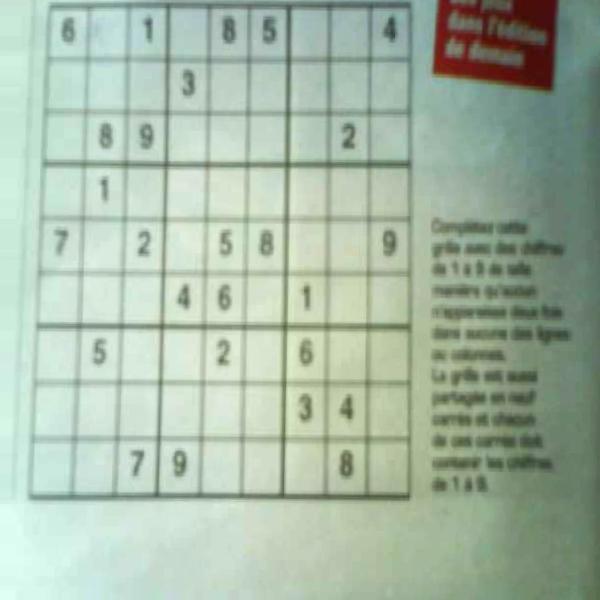 6 1 8 5 4
3
8 9 2
1
7 2 5 8 9
4 6 1
5 2 6
3 4
7 9 8
dans l'édition
de demain
Complétez cette
grille avec des chiffres
de 1 à 9 de telle
manière qu'aucun
n'apparaisse deux fois
dans aucune des lignes
ou colonnes.
La grille est aussi
partagée en neuf
carrés et chacun
de ces carrés doit
contenir les chiffres
de 1 à 9.